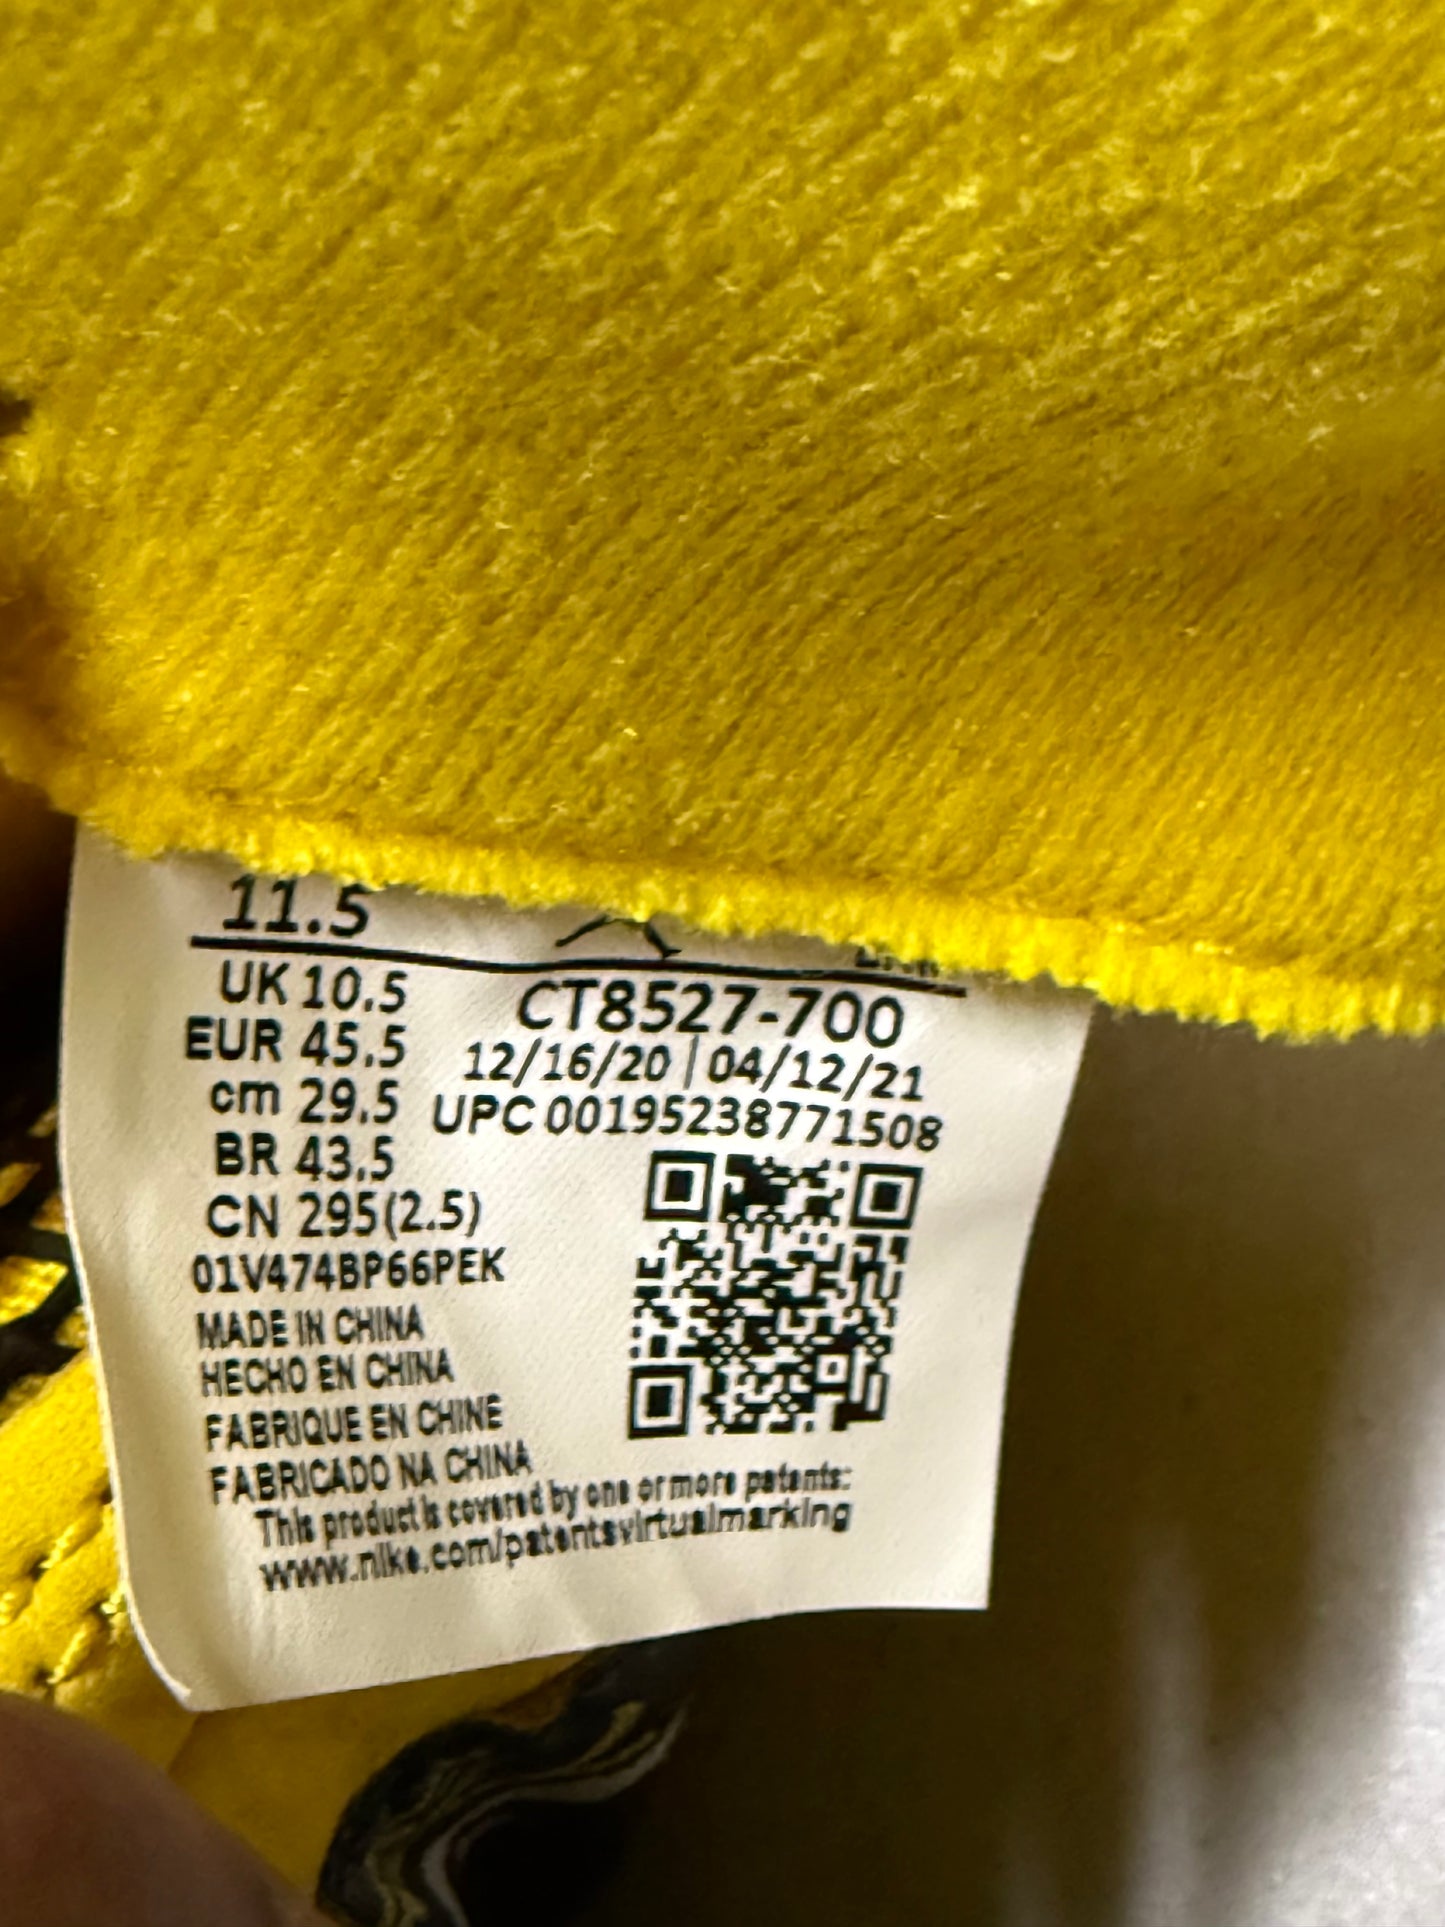 11.5
UK 10.5
EUR 45.5
cm 29.5
BR 43.5
CN 295(2.5)
CT8527-700
12/16/20 | 04/12/21
UPC 00195238771508
01V474BP66PEK
MADE IN CHINA
HECHO EN CHINA
FABRIQUE EN CHINE
FABRICADO NA CHINA
This product is covered by one or more patents:
www.nike.com/patentsvirtualmarking